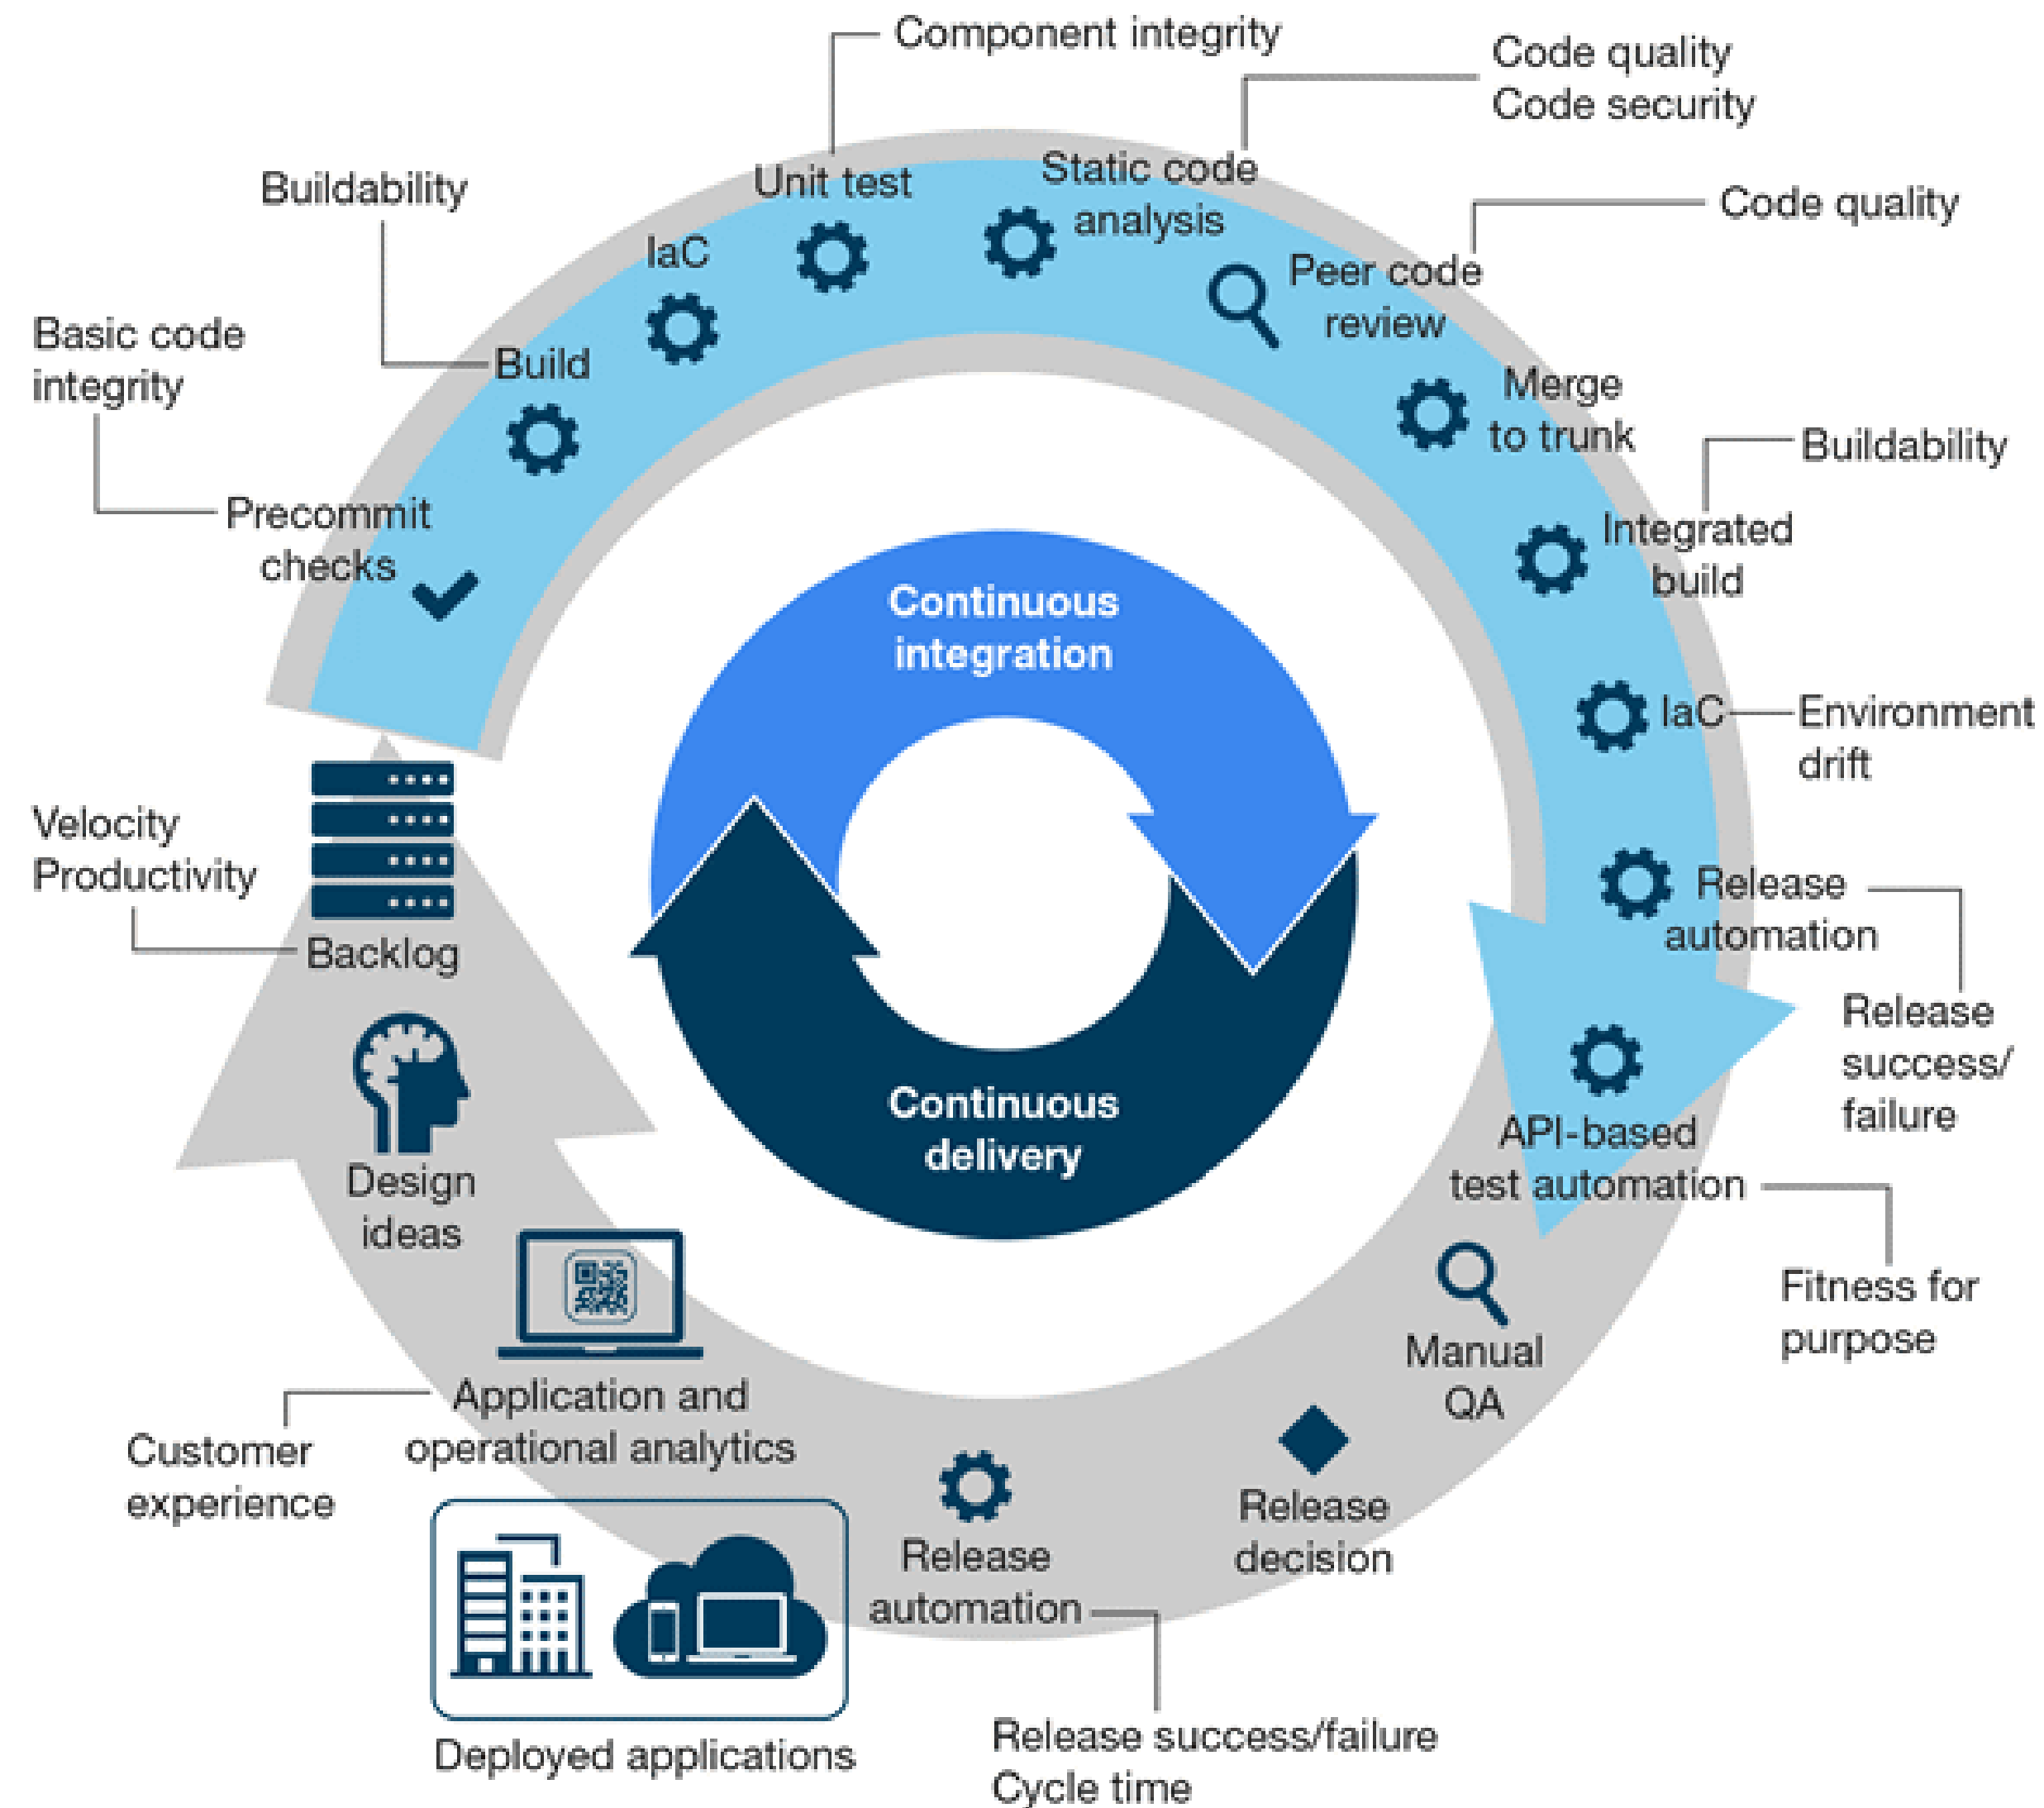 Component integrity
Code quality
Code security
Unit test
Static code
analysis
Buildability
Code quality
IaC
Peer code
review
Basic code
integrity
Build
Merge
to trunk
Buildability
Precommit
checks
Integrated
build
Continuous
integration
IaC
Environment
drift
Velocity
Productivity
Backlog
Release
automation
Release
success/
failure
Continuous
delivery
API-based
test automation
Design
ideas
Fitness for
purpose
Manual
QA
Application and
operational analytics
Customer
experience
Release
decision
Release
automation
Deployed applications
Release success/failure
Cycle time